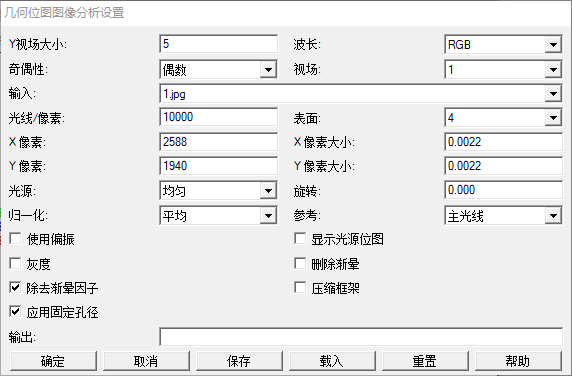 几何位图图像分析设置
Y视场大小: 5 波长: RGB
奇偶性: 偶数 视场: 1
输入: 1.jpg
光线/像素: 10000 表面: 4
X 像素: 2588 X 像素大小: 0.0022
Y 像素: 1940 Y 像素大小: 0.0022
光源: 均匀 旋转: 0.000
归一化: 平均 参考: 主光线
使用偏振 显示光源位图
灰度 删除渐晕
除去渐晕因子 压缩框架
应用固定孔径
输出:
确定 取消 保存 载入 重置 帮助